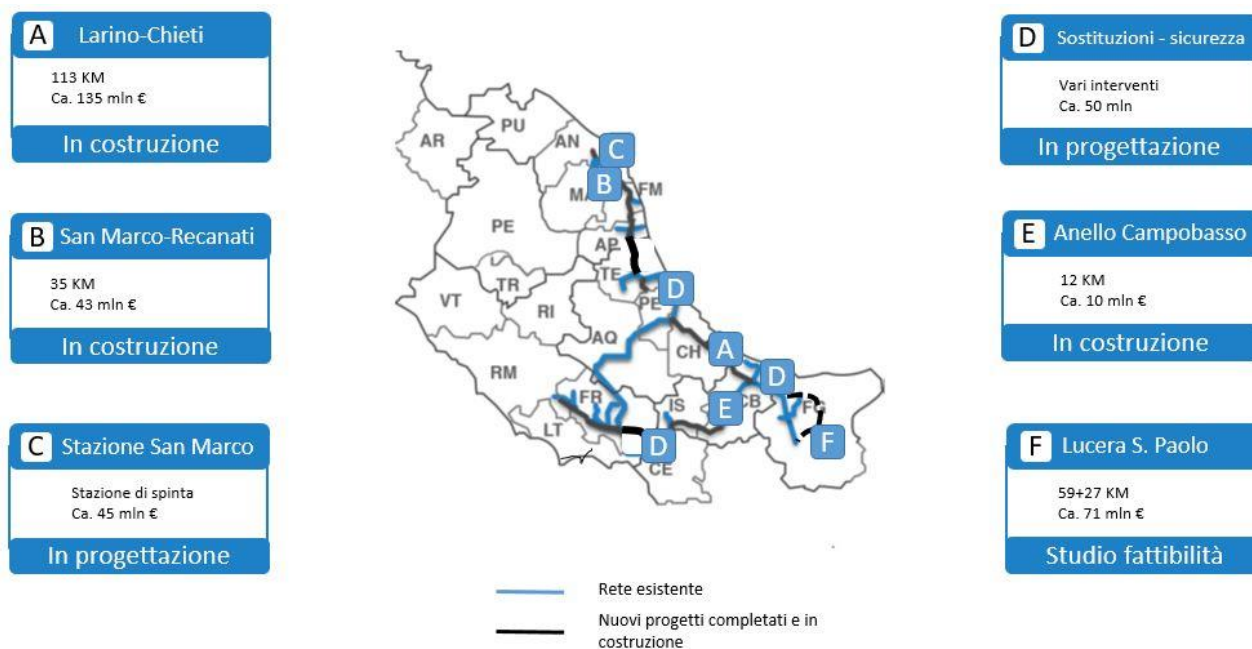 A Larino-Chieti
113 KM
Ca. 135 mln €
In costruzione
B San Marco-Recanati
35 KM
Ca. 43 mln €
In costruzione
C Stazione San Marco
Stazione di spinta
Ca. 45 mln €
In progettazione
AR
PU
AN
C
B
MA
FM
PE
AP
TE
TR
VT
RI
PE
D
AQ
CH
A
RM
D
FR
IS
E
CB
FG
LT
D
F
CE
Rete esistente
Nuovi progetti completati e in
costruzione
D Sostituzioni - sicurezza
Vari interventi
Ca. 50 mln
In progettazione
E Anello Campobasso
12 KM
Ca. 10 mln €
In costruzione
F Lucera S. Paolo
59+27 KM
Ca. 71 mln €
Studio fattibilità